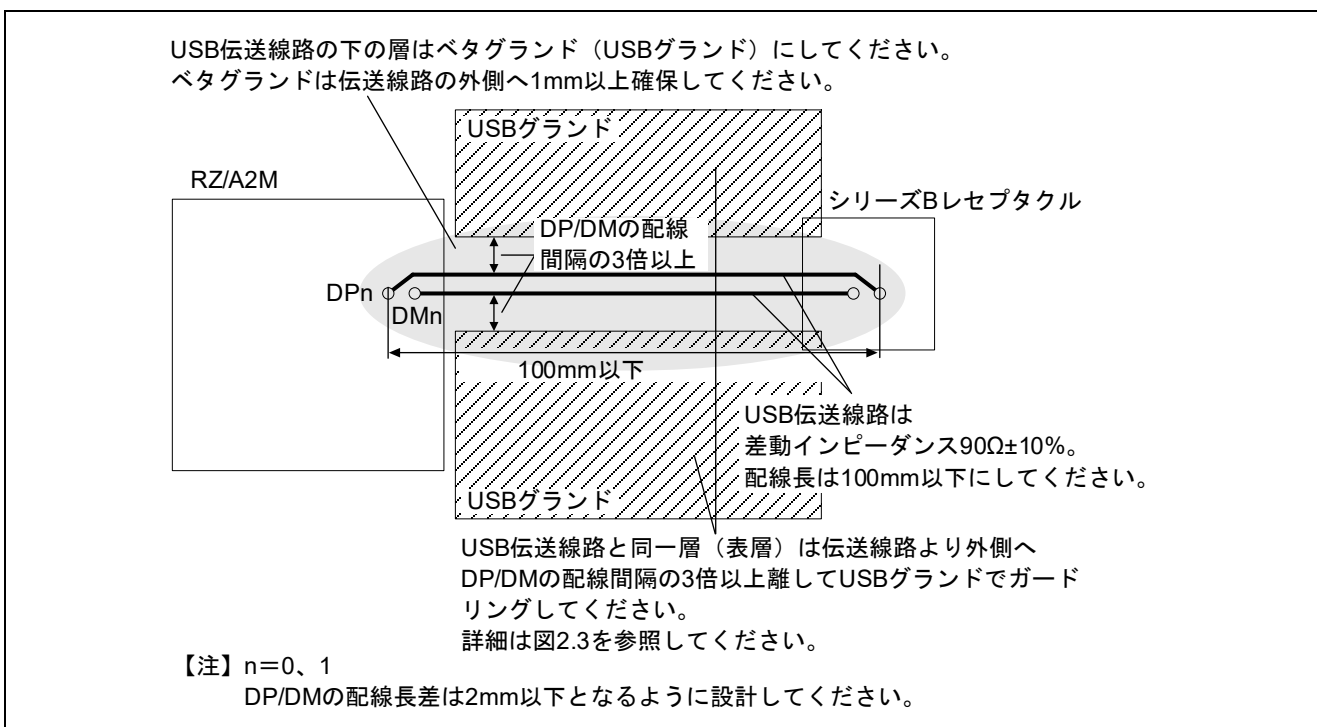 USB伝送線路の下の層はベタグランド（USBグランド）にしてください。
ベタグランドは伝送線路の外側へ1mm以上確保してください。
USBグランド
RZ/A2M
シリーズBレセプタクル
DP/DMの配線
間隔の3倍以上
DPn
DMn
100mm以下
USB伝送線路は
差動インピーダンス90Ω±10%。
配線長は100mm以下にしてください。
USBグランド
USB伝送線路と同一層（表層）は伝送線路より外側へ
DP/DMの配線間隔の3倍以上離してUSBグランドでガード
リングしてください。
詳細は図2.3を参照してください。
【注】n＝0、1
DP/DMの配線長差は2mm以下となるように設計してください。